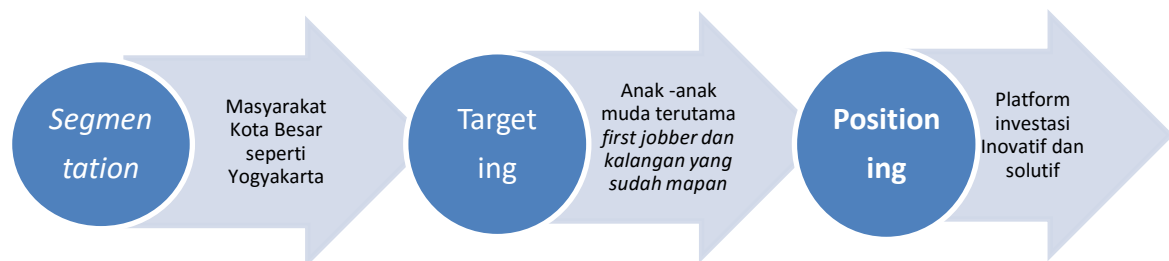 Segmen
tation
Masyarakat
Kota Besar
seperti
Yogyakarta
Target
ing
Anak -anak
muda terutama
first jobber dan
kalangan yang
sudah mapan
Position
ing
Platform
investasi
Inovatif dan
solutif